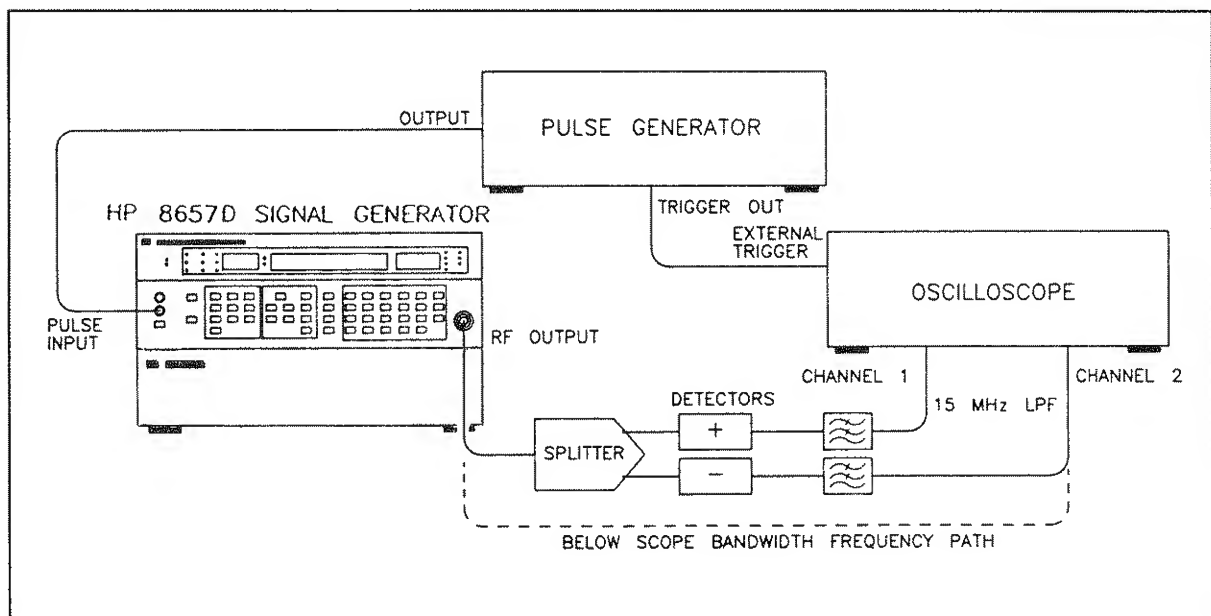 OUTPUT
PULSE GENERATOR
TRIGGER OUT
HP 8657D SIGNAL GENERATOR
EXTERNAL
TRIGGER
OSCILLOSCOPE
PULSE
INPUT
RF OUTPUT
CHANNEL 1
CHANNEL 2
DETECTORS
15 MHz LPF
SPLITTER
+
−
BELOW SCOPE BANDWIDTH FREQUENCY PATH